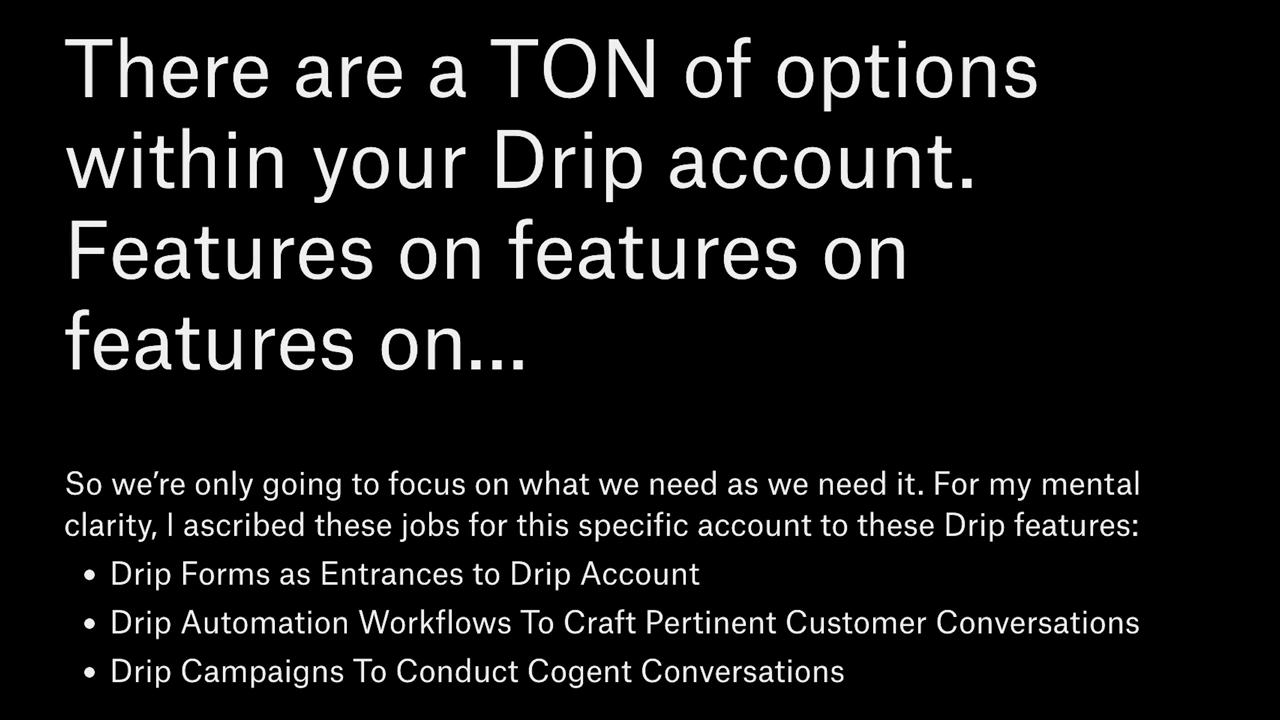 There are a TON of options
within your Drip account.
Features on features on
features on...
So we’re only going to focus on what we need as we need it. For my mental
clarity, I ascribed these jobs for this specific account to these Drip features:
• Drip Forms as Entrances to Drip Account
• Drip Automation Workflows To Craft Pertinent Customer Conversations
• Drip Campaigns To Conduct Cogent Conversations